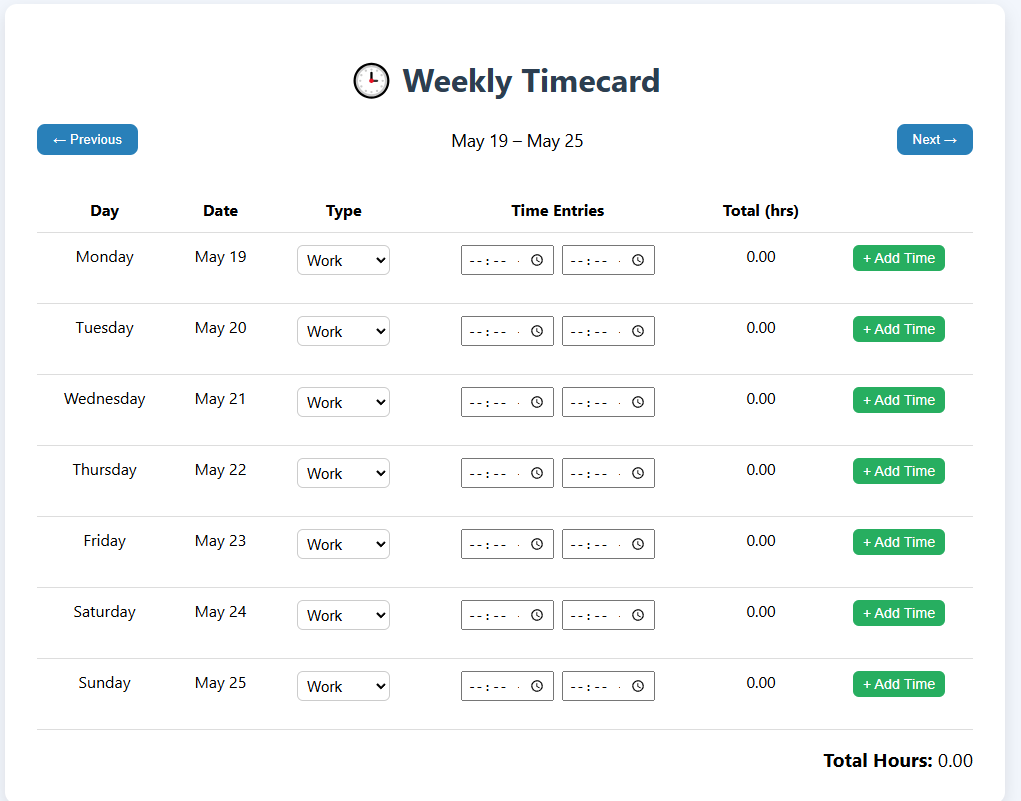 Weekly Timecard
← Previous May 19 – May 25 Next →
Day Date Type Time Entries Total (hrs)
Monday May 19 Work --:-- --:-- 0.00 + Add Time
Tuesday May 20 Work --:-- --:-- 0.00 + Add Time
Wednesday May 21 Work --:-- --:-- 0.00 + Add Time
Thursday May 22 Work --:-- --:-- 0.00 + Add Time
Friday May 23 Work --:-- --:-- 0.00 + Add Time
Saturday May 24 Work --:-- --:-- 0.00 + Add Time
Sunday May 25 Work --:-- --:-- 0.00 + Add Time
Total Hours: 0.00